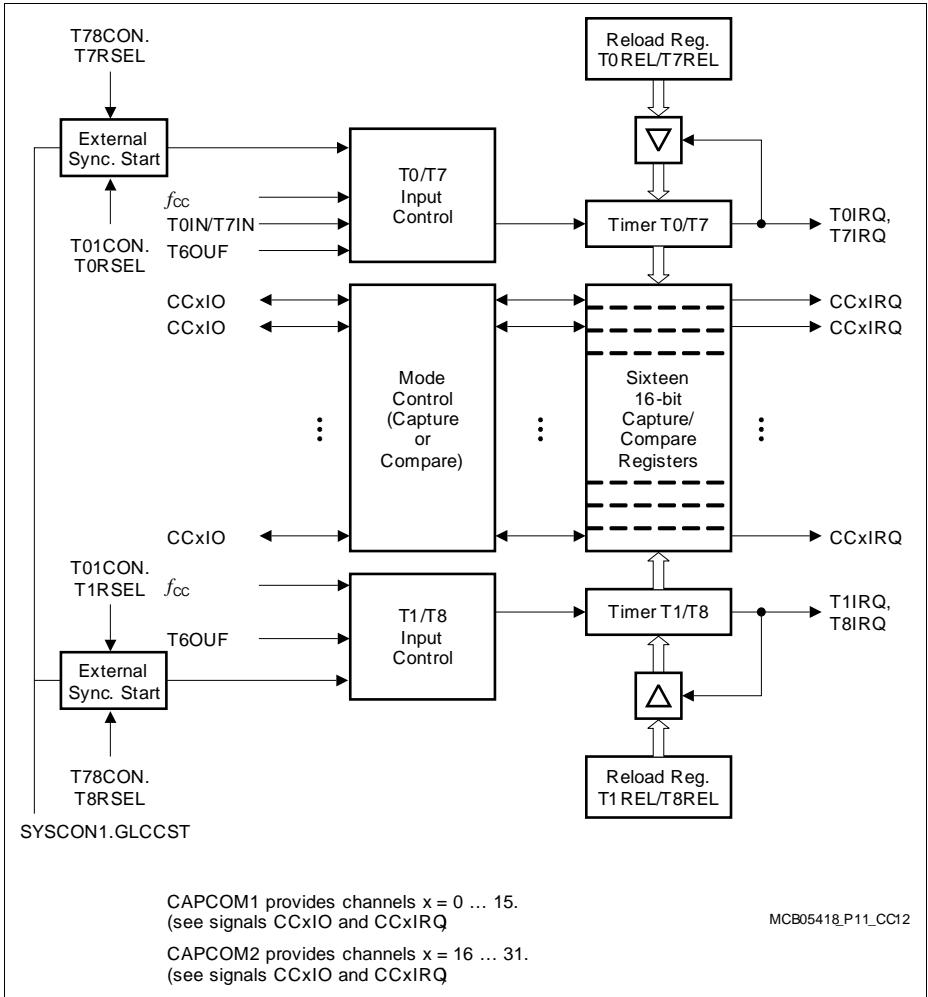 T78CON.
T7RSEL
Reload Reg.
T0REL/T7REL
External
Sync. Start
T0/T7
Input
Control
fCC
T0IN/T7IN
T6OUF
T01CON.
T0RSEL
Timer T0/T7
T0IRQ,
T7IRQ
CCxIO
CCxIO
CCxIRQ
CCxIRQ
Mode
Control
(Capture
or
Compare)
Sixteen
16-bit
Capture/
Compare
Registers
CCxIO
CCxIRQ
T01CON.
T1RSEL
fCC
T6OUF
T1/T8
Input
Control
Timer T1/T8
T1IRQ,
T8IRQ
External
Sync. Start
T78CON.
T8RSEL
Reload Reg.
T1REL/T8REL
SYSCON1.GLCCST
CAPCOM1 provides channels x = 0 … 15.
(see signals CCxIO and CCxIRQ)
MCB05418_P11_CC12
CAPCOM2 provides channels x = 16 … 31.
(see signals CCxIO and CCxIRQ)